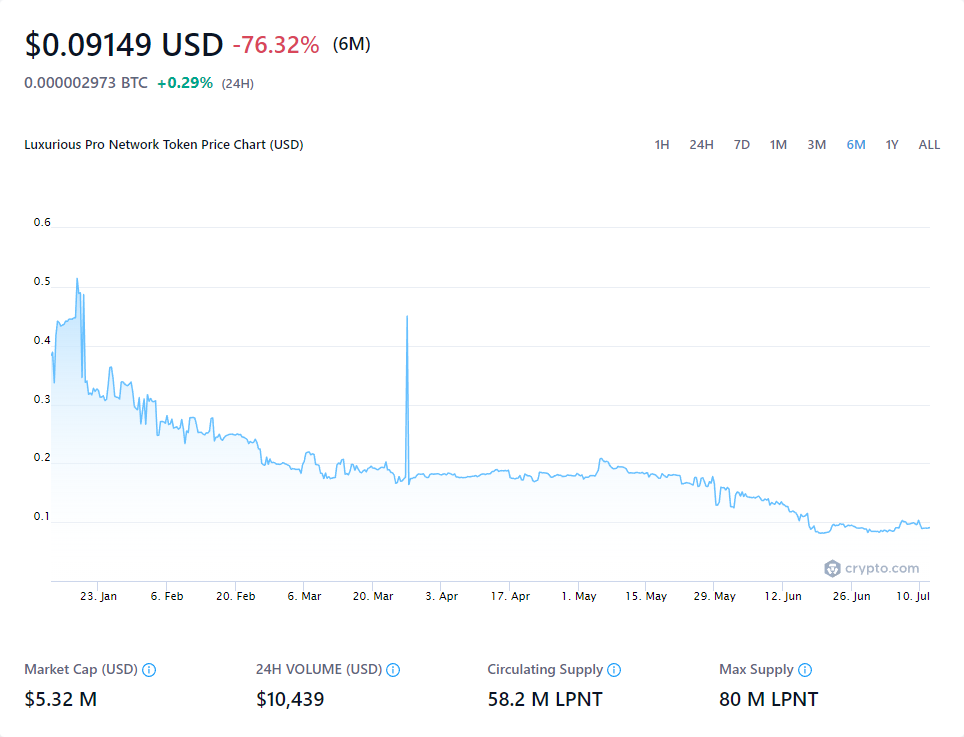 $0.09149 USD -76.32% (6M)
0.000002973 BTC +0.29% (24H)
Luxurious Pro Network Token Price Chart (USD) 1H 24H 7D 1M 3M 6M 1Y ALL
0.6
0.5
0.4
0.3
0.2
0.1
crypto.com
23. Jan 6. Feb 20. Feb 6. Mar 20. Mar 3. Apr 17. Apr 1. May 15. May 29. May 12. Jun 26. Jun 10. Jul
Market Cap (USD) 24H VOLUME (USD) Circulating Supply Max Supply
$5.32 M $10,439 58.2 M LPNT 80 M LPNT